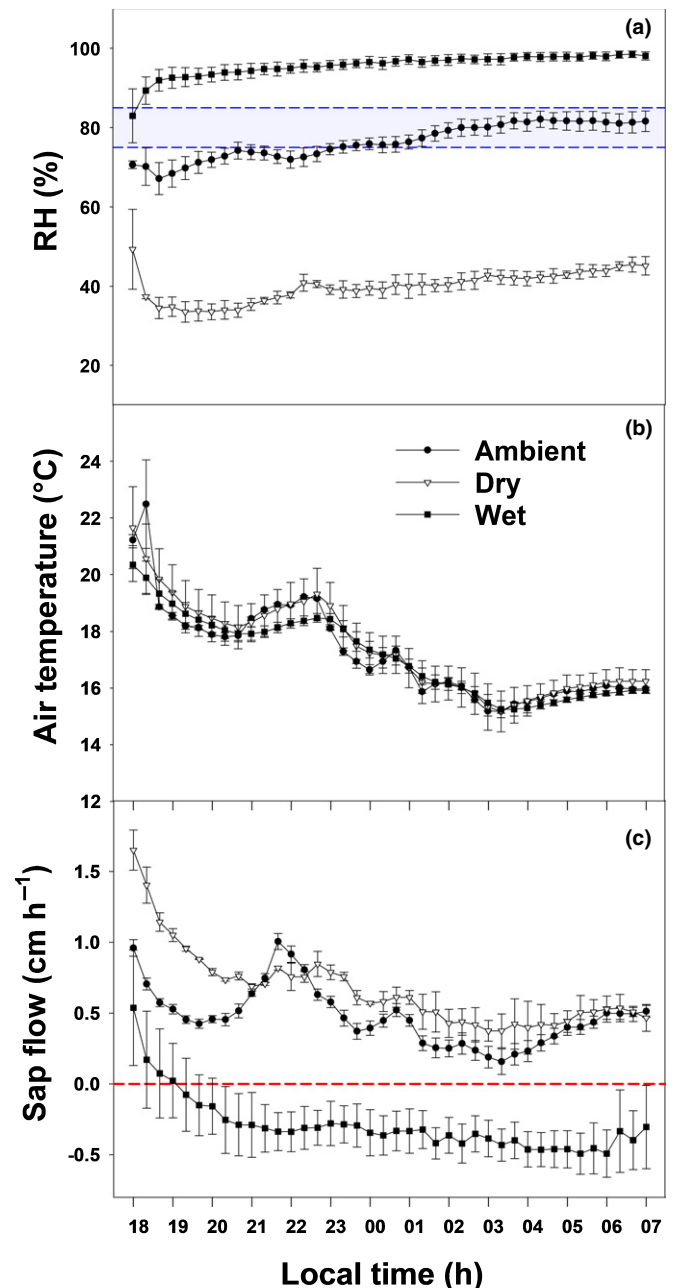 (a)
100
80
60
40
20
RH (%)
(b)
24
22
20
18
16
14
12
Air temperature (°C)
Ambient
Dry
Wet
(c)
1.5
1.0
0.5
0.0
-0.5
Sap flow (cm h⁻¹)
18 19 20 21 22 23 00 01 02 03 04 05 06 07
Local time (h)